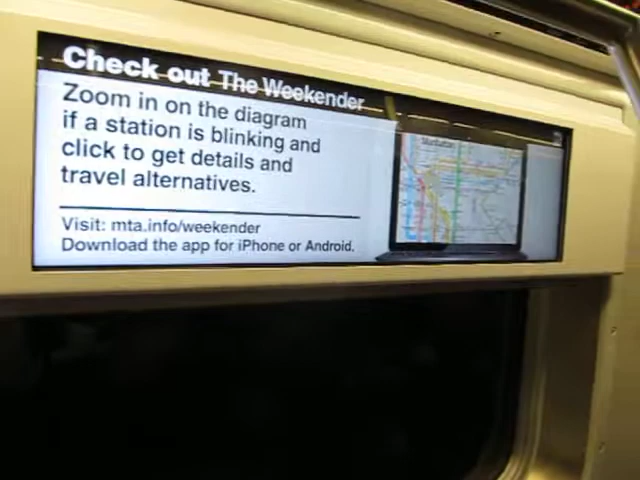 Check out The Weekender
Zoom in on the diagram
if a station is blinking and
click to get details and
travel alternatives.
Visit: mta.info/weekender
Download the app for iPhone or Android.
Manhattan